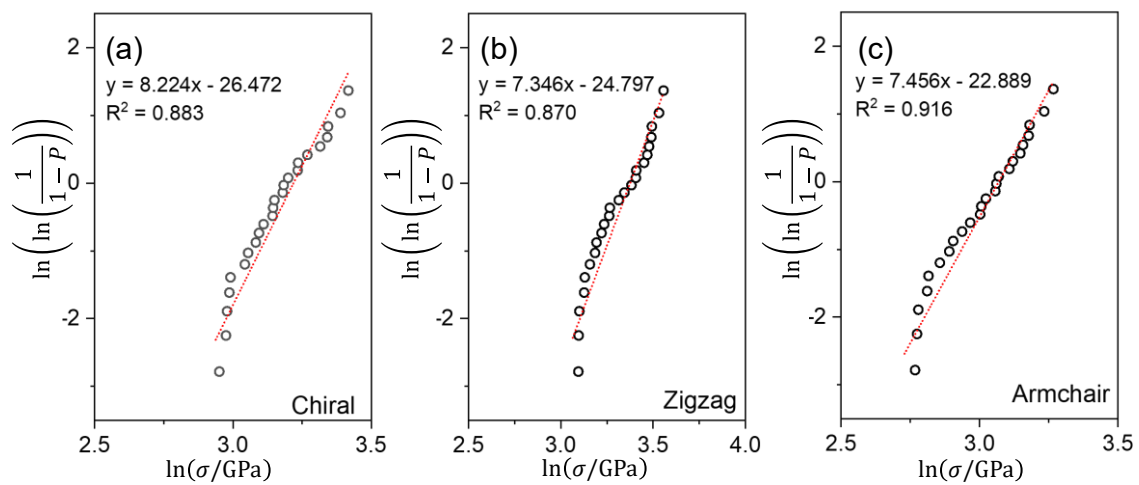 (a)
y = 8.224x - 26.472
R² = 0.883
ln(ln(1/(1−P)))
2
0
-2
Chiral
2.5 3.0 3.5
ln(σ/GPa)
(b)
y = 7.346x - 24.797
R² = 0.870
ln(ln(1/(1−P)))
2
0
-2
Zigzag
2.5 3.0 3.5 4.0
ln(σ/GPa)
(c)
y = 7.456x - 22.889
R² = 0.916
ln(ln(1/(1−P)))
2
0
-2
Armchair
2.5 3.0 3.5
ln(σ/GPa)